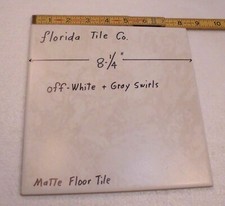 florida Tile Co.
8-1/4"
off-White + Gray Swirls
Matte Floor Tile